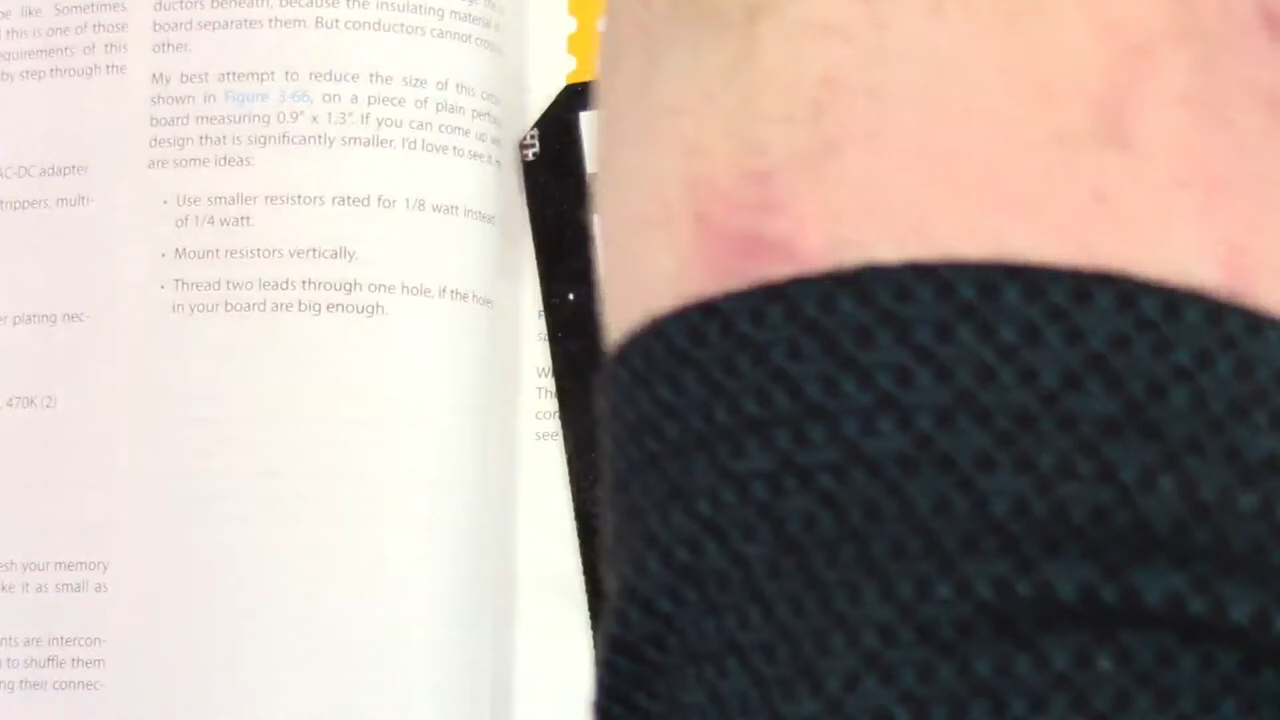 be like Sometimes,
this is one of those
equirements of this
by step through the
AC-DC adapter
trippers, multi-
er plating nec-
, 470K (2)
esh your memory
ke it as small as
nts are intercon-
to shuffle them
ng their connec-
ductors beneath, because the insulating material
board separates them. But conductors cannot
other.
My best attempt to reduce the size of this
shown in Figure 3-66, on a piece of plain
board measuring 0.9" x 1.3". If you can come up
design that is significantly smaller, I'd love to see
are some ideas:
• Use smaller resistors rated for 1/8 watt instead
of 1/4 watt.
• Mount resistors vertically.
• Thread two leads through one hole, if the holes
in your board are big enough.
see